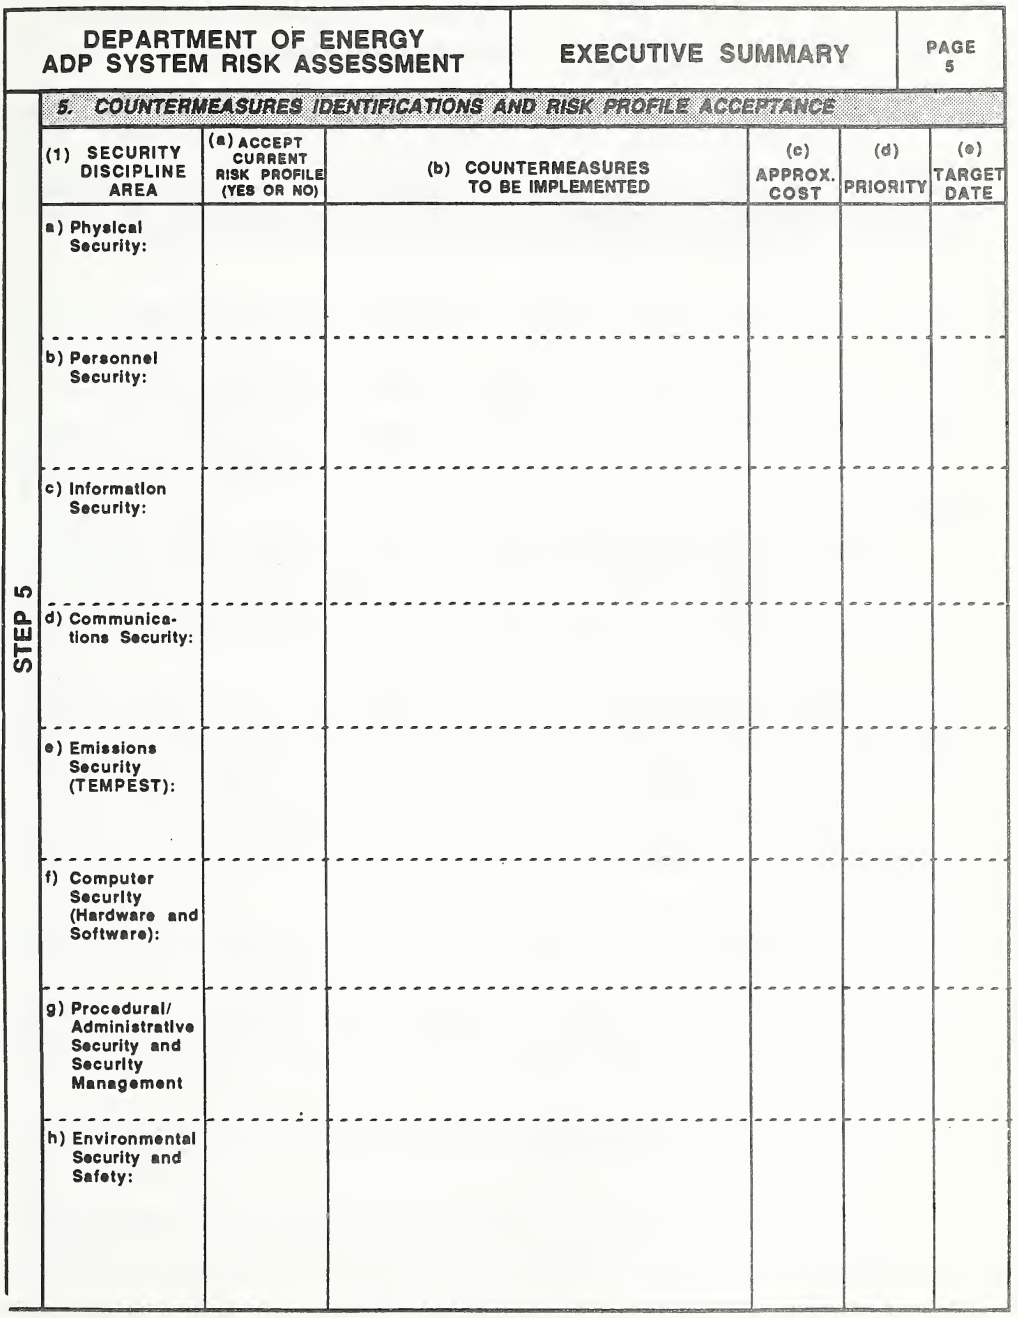 DEPARTMENT OF ENERGY
ADP SYSTEM RISK ASSESSMENT
EXECUTIVE SUMMARY
PAGE
5
5. COUNTERMEASURES IDENTIFICATIONS AND RISK PROFILE ACCEPTANCE
(1) SECURITY
DISCIPLINE
AREA
(a) ACCEPT
CURRENT
RISK PROFILE
(YES OR NO)
(b) COUNTERMEASURES
TO BE IMPLEMENTED
(c)
APPROX.
COST
(d)
PRIORITY
(e)
TARGET
DATE
STEP 5
a) Physical
Security:
b) Personnel
Security:
c) Information
Security:
d) Communica-
tions Security:
e) Emissions
Security
(TEMPEST):
f) Computer
Security
(Hardware and
Software):
g) Procedural/
Administrative
Security and
Security
Management
h) Environmental
Security and
Safety: